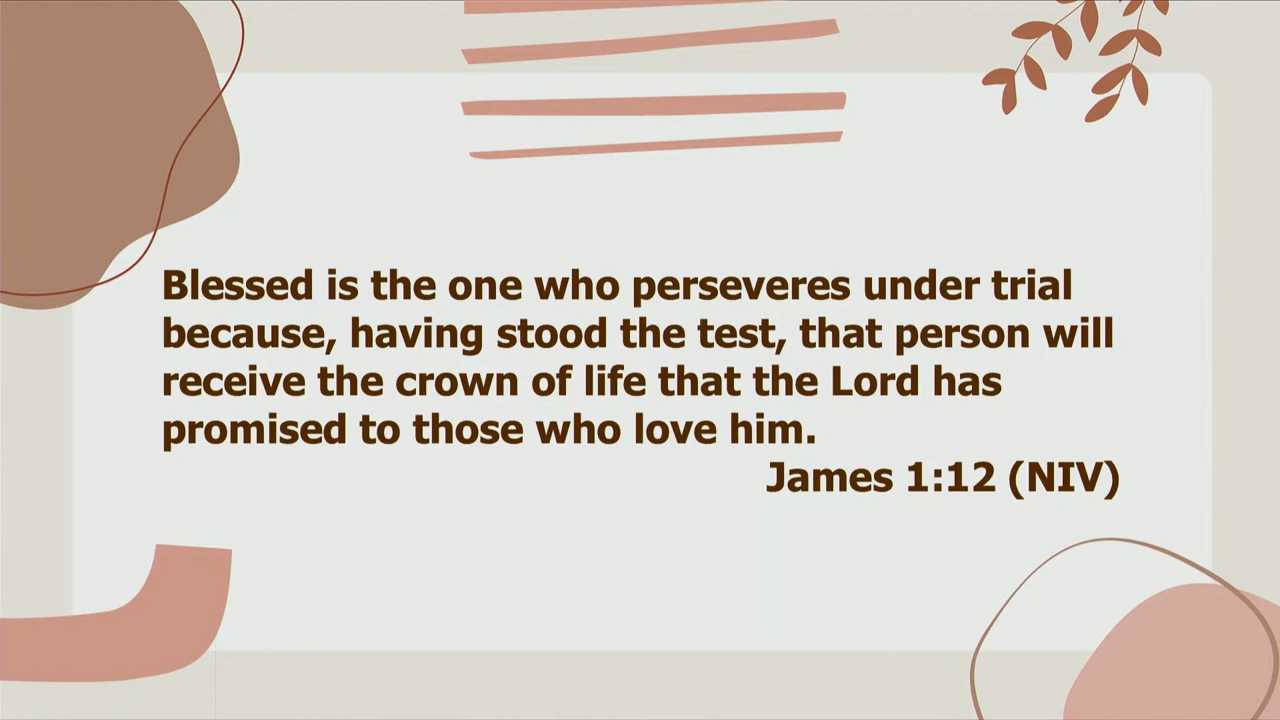 Blessed is the one who perseveres under trial
because, having stood the test, that person will
receive the crown of life that the Lord has
promised to those who love him.
James 1:12 (NIV)